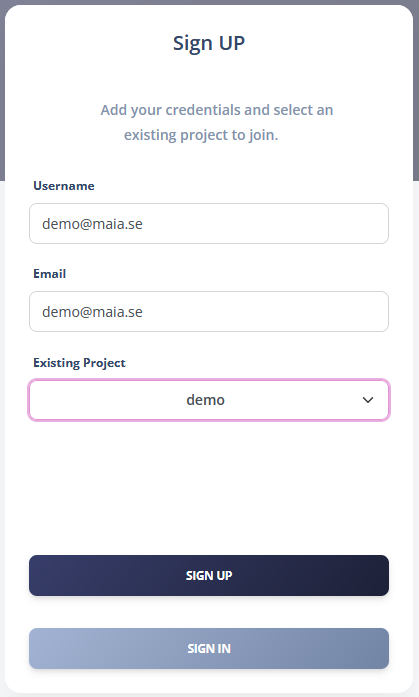 Sign UP
Add your credentials and select an
existing project to join.
Username
demo@maia.se
Email
demo@maia.se
Existing Project
demo
SIGN UP
SIGN IN